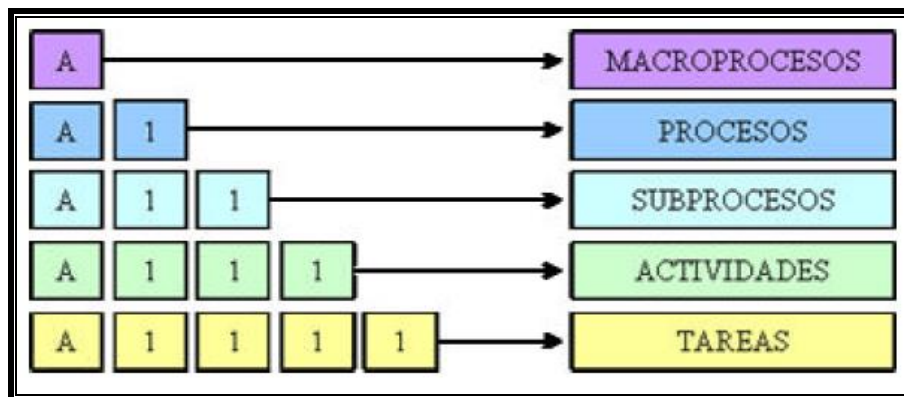 A MACROPROCESOS
A 1 PROCESOS
A 1 1 SUBPROCESOS
A 1 1 1 ACTIVIDADES
A 1 1 1 1 TAREAS